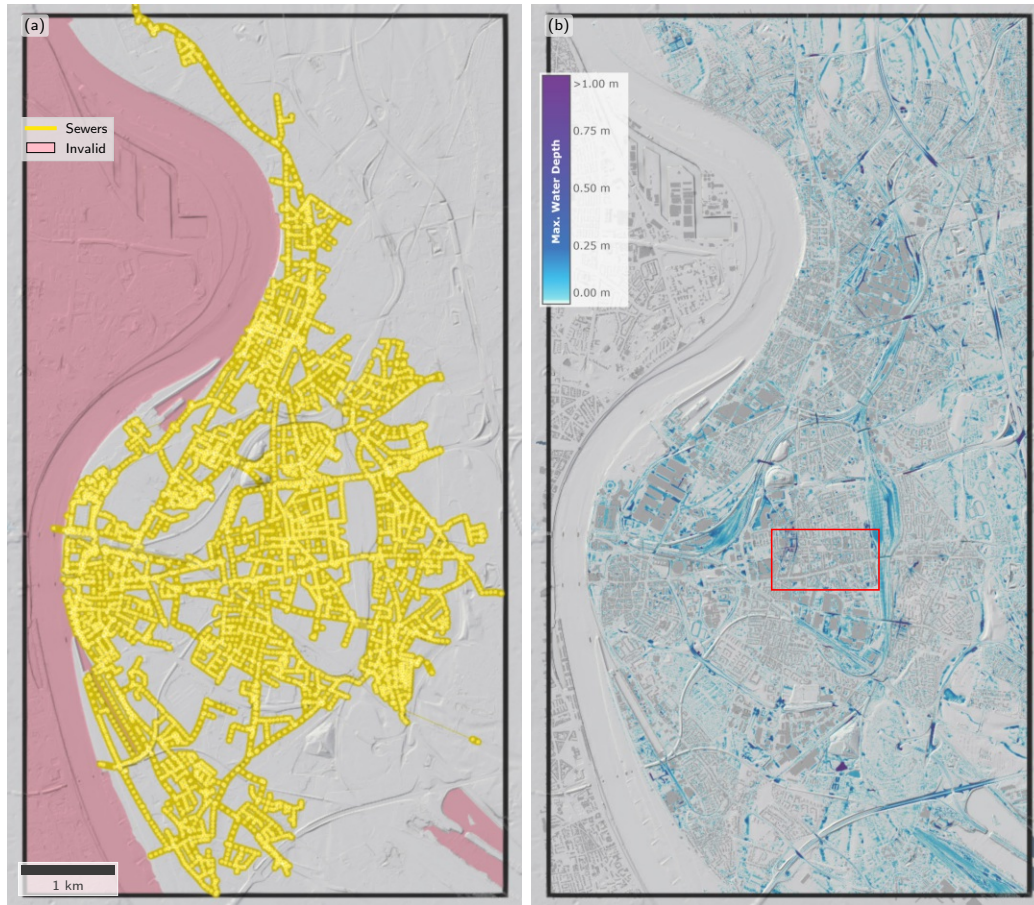 (a)
Sewers
Invalid
1 km
(b)
>1.00 m
0.75 m
0.50 m
0.25 m
0.00 m
Max. Water Depth